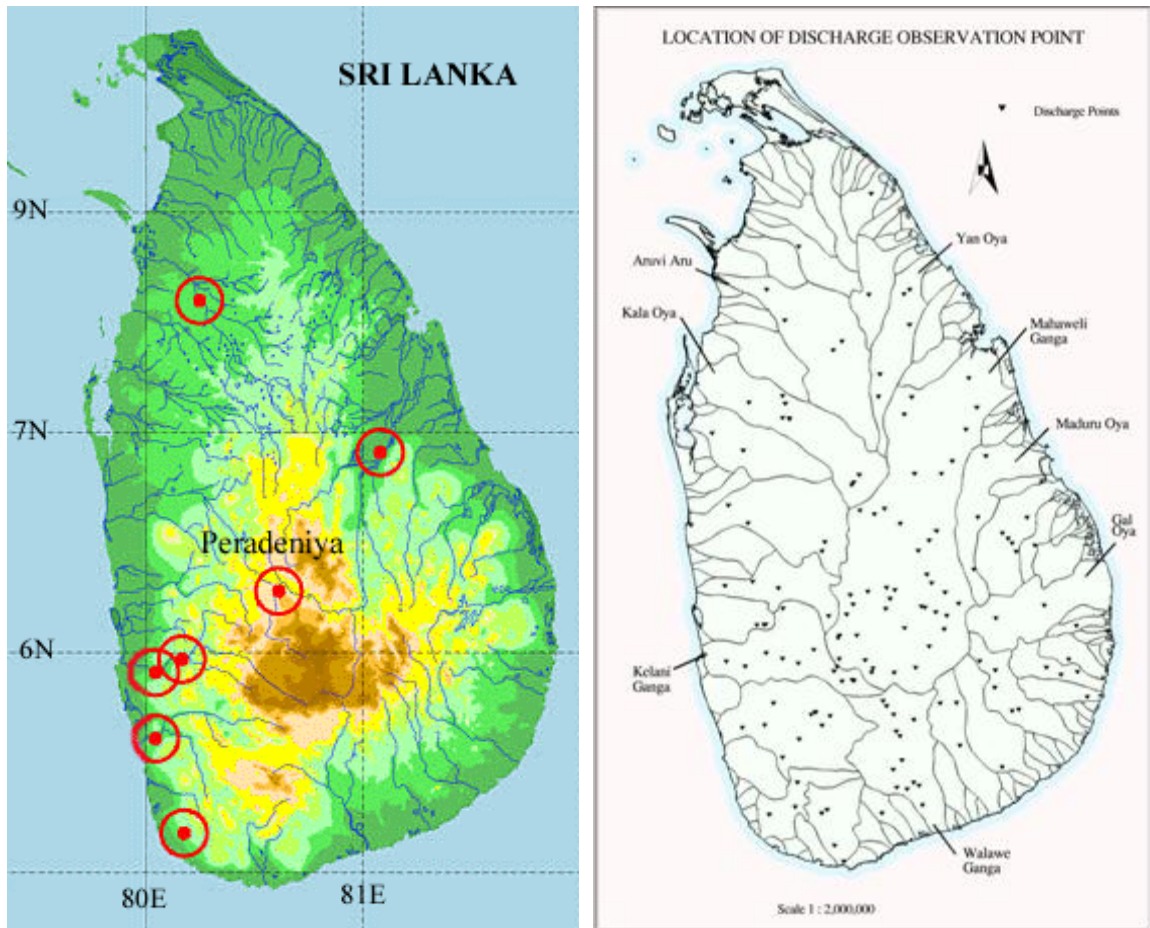 SRI LANKA
9N
7N
Peradeniya
6N
80E
81E
LOCATION OF DISCHARGE OBSERVATION POINT
Discharge Points
Yan Oya
Aruvi Aru
Kala Oya
Mahaweli
Ganga
Maduru Oya
Gal
Oya
Kelani
Ganga
Walawe
Ganga
Scale 1 : 2,000,000